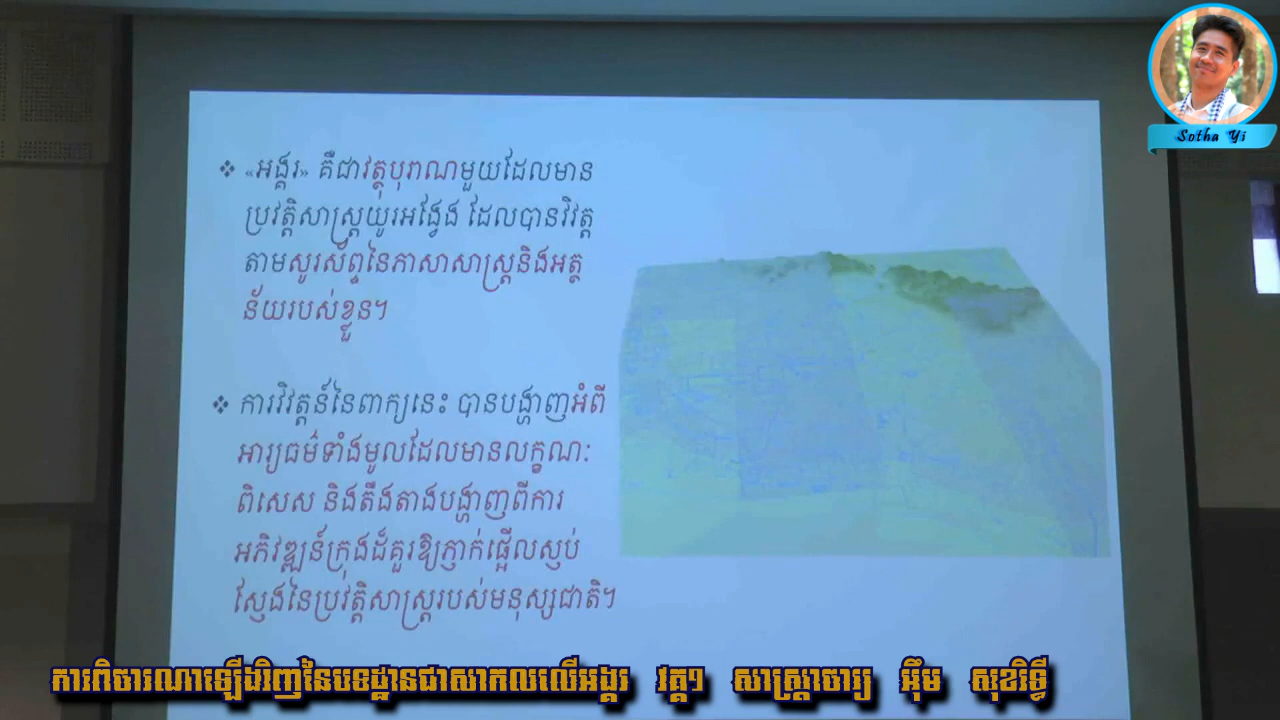 ❖ «អង្គរ» គឺជាវត្ថុបុរាណមួយដែលមាន
ប្រវត្តិសាស្ត្រយូរអង្វែង ដែលបានវិវត្ត
តាមសូរស័ព្ទនៃភាសាសាស្ត្រនិងអត្ថ
ន័យរបស់ខ្លួន។
❖ ការវិវត្តន៍នៃពាក្យនេះ បានបង្ហាញអំពី
អារ្យធម៌ទាំងមូលដែលមានលក្ខណៈ
ពិសេស និងតឹងតាងបង្ហាញពីការ
អភិវឌ្ឍន៍ក្រុងដ៏គួរឱ្យភ្ញាក់ផ្អើលស្ញប់
ស្ញែងនៃប្រវត្តិសាស្ត្ររបស់មនុស្សជាតិ។
Sotha Yi
ការពិចារណាឡើងវិញនៃបទដ្ឋានជាសាកលលើអង្គរ វគ្គ១ សាស្ត្រាចារ្យ អ៊ឹម សុខរិទ្ធី